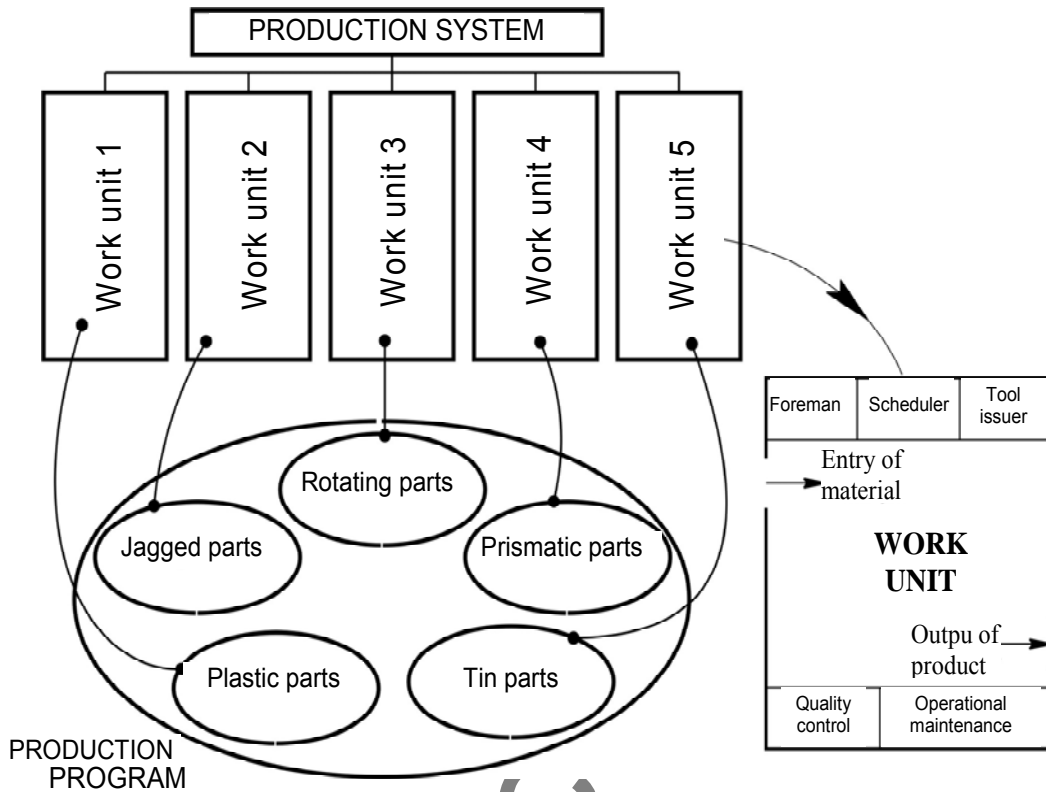 PRODUCTION SYSTEM
Work unit 1
Work unit 2
Work unit 3
Work unit 4
Work unit 5
Foreman
Scheduler
Tool
issuer
Entry of
material
WORK
UNIT
Outpu of
product
Quality
control
Operational
maintenance
Rotating parts
Jagged parts
Prismatic parts
Plastic parts
Tin parts
PRODUCTION
PROGRAM